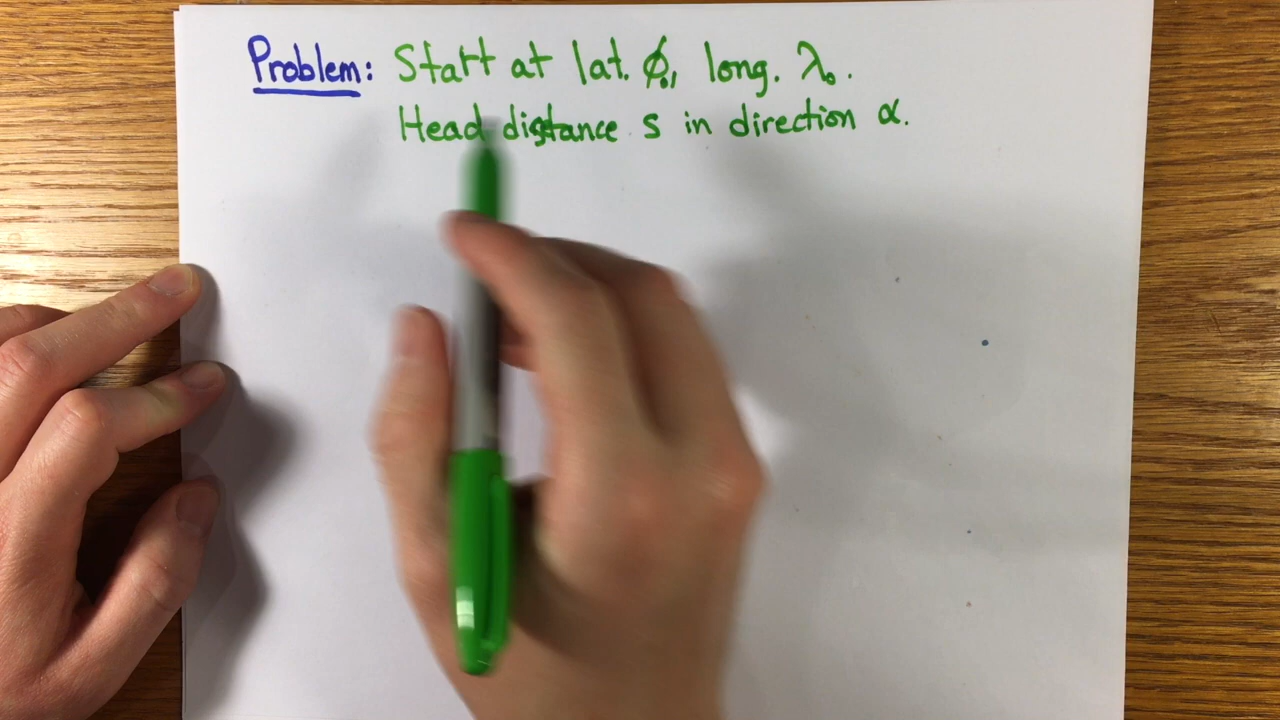 Problem: Start at lat. ϕ₀, long. λ₀.
Head distance s in direction α.